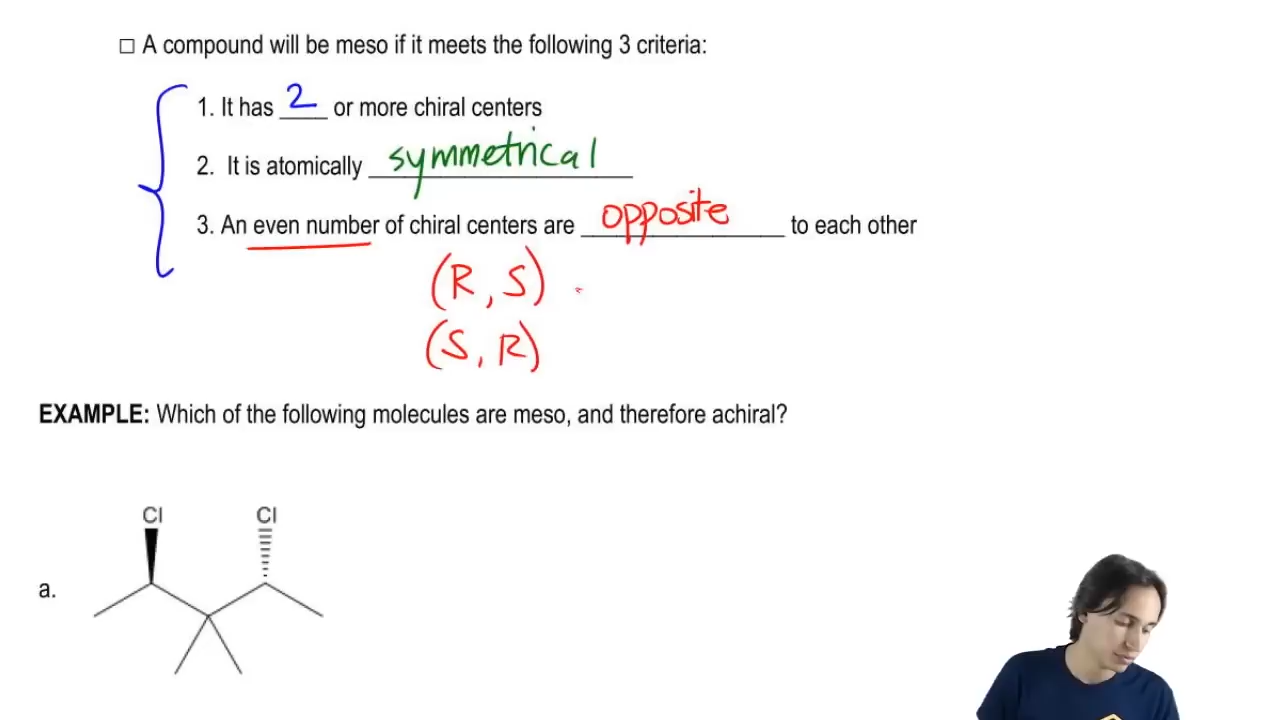 □ A compound will be meso if it meets the following 3 criteria:
1. It has 2 or more chiral centers
2. It is atomically symmetrical
3. An even number of chiral centers are opposite to each other
(R, S)
(S, R)
EXAMPLE: Which of the following molecules are meso, and therefore achiral?
Cl Cl
a.